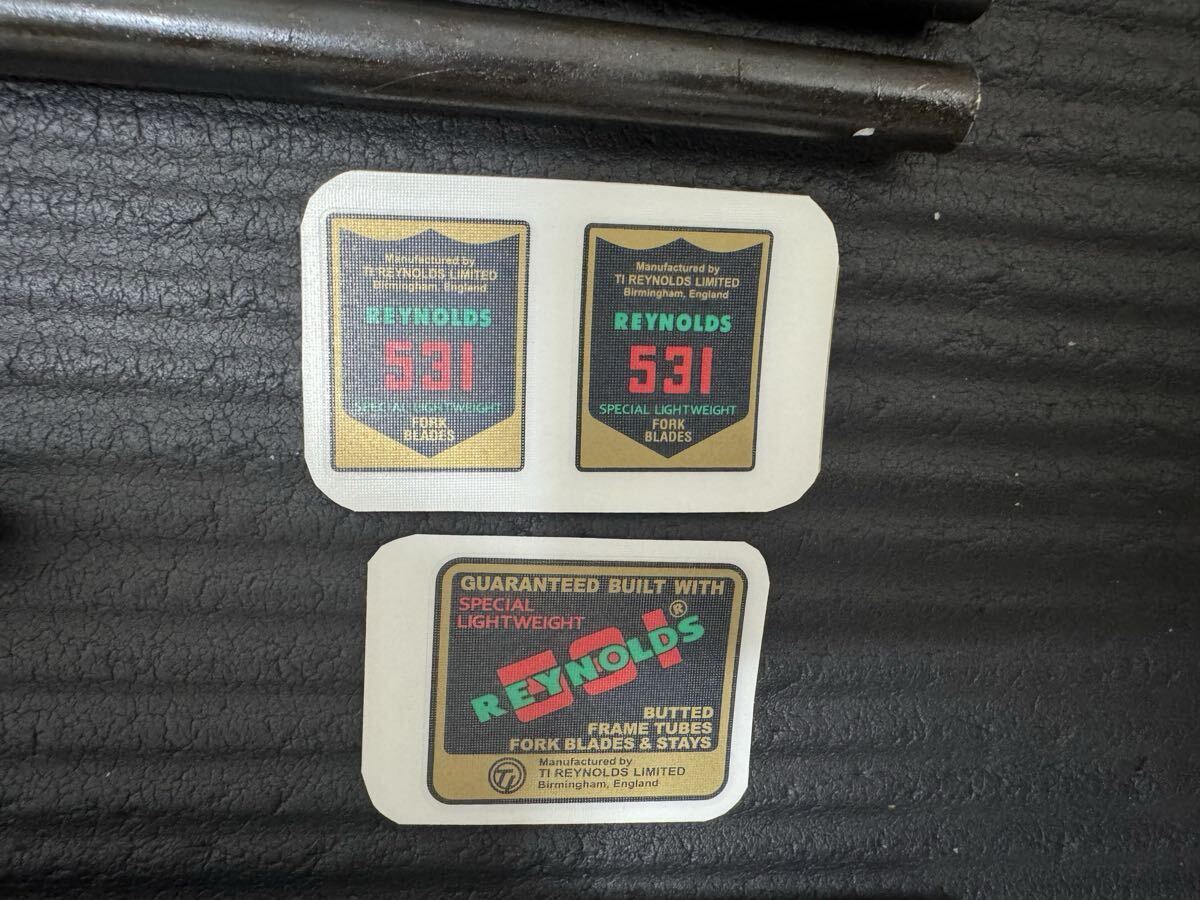 Manufactured by
TI REYNOLDS LIMITED
Birmingham, England
REYNOLDS
531
SPECIAL LIGHTWEIGHT
FORK
BLADES
Manufactured by
TI REYNOLDS LIMITED
Birmingham, England
REYNOLDS
531
SPECIAL LIGHTWEIGHT
FORK
BLADES
GUARANTEED BUILT WITH
SPECIAL
LIGHTWEIGHT
531
REYNOLDS®
BUTTED
FRAME TUBES
FORK BLADES & STAYS
TI
Manufactured by
TI REYNOLDS LIMITED
Birmingham, England